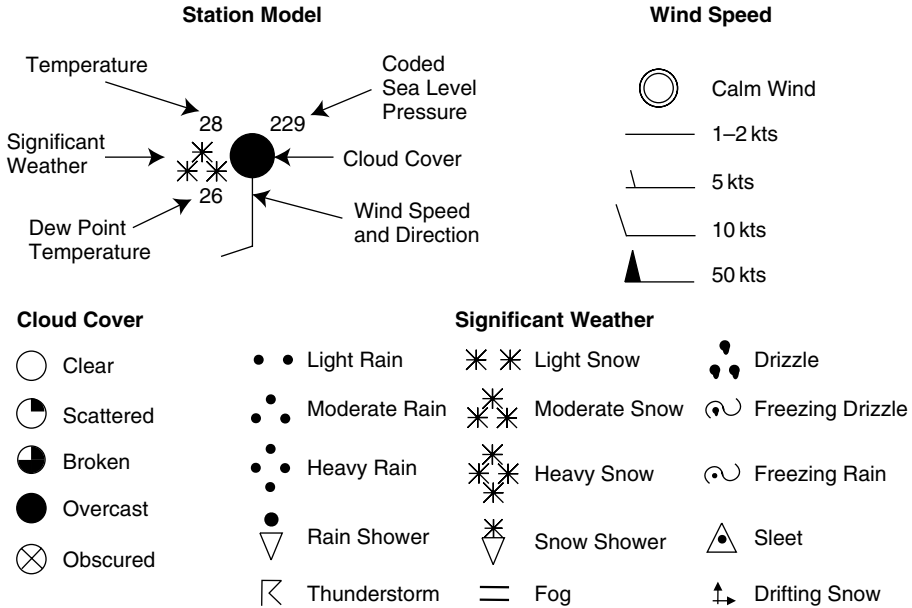 Station Model
Wind Speed
Temperature
Coded
Sea Level
Pressure
28
229
Significant
Weather
Cloud Cover
26
Dew Point
Temperature
Wind Speed
and Direction
Calm Wind
1–2 kts
5 kts
10 kts
50 kts
Cloud Cover
Significant Weather
Clear
Light Rain
Light Snow
Drizzle
Scattered
Moderate Rain
Moderate Snow
Freezing Drizzle
Broken
Heavy Rain
Heavy Snow
Freezing Rain
Overcast
Rain Shower
Snow Shower
Sleet
Obscured
Thunderstorm
Fog
Drifting Snow